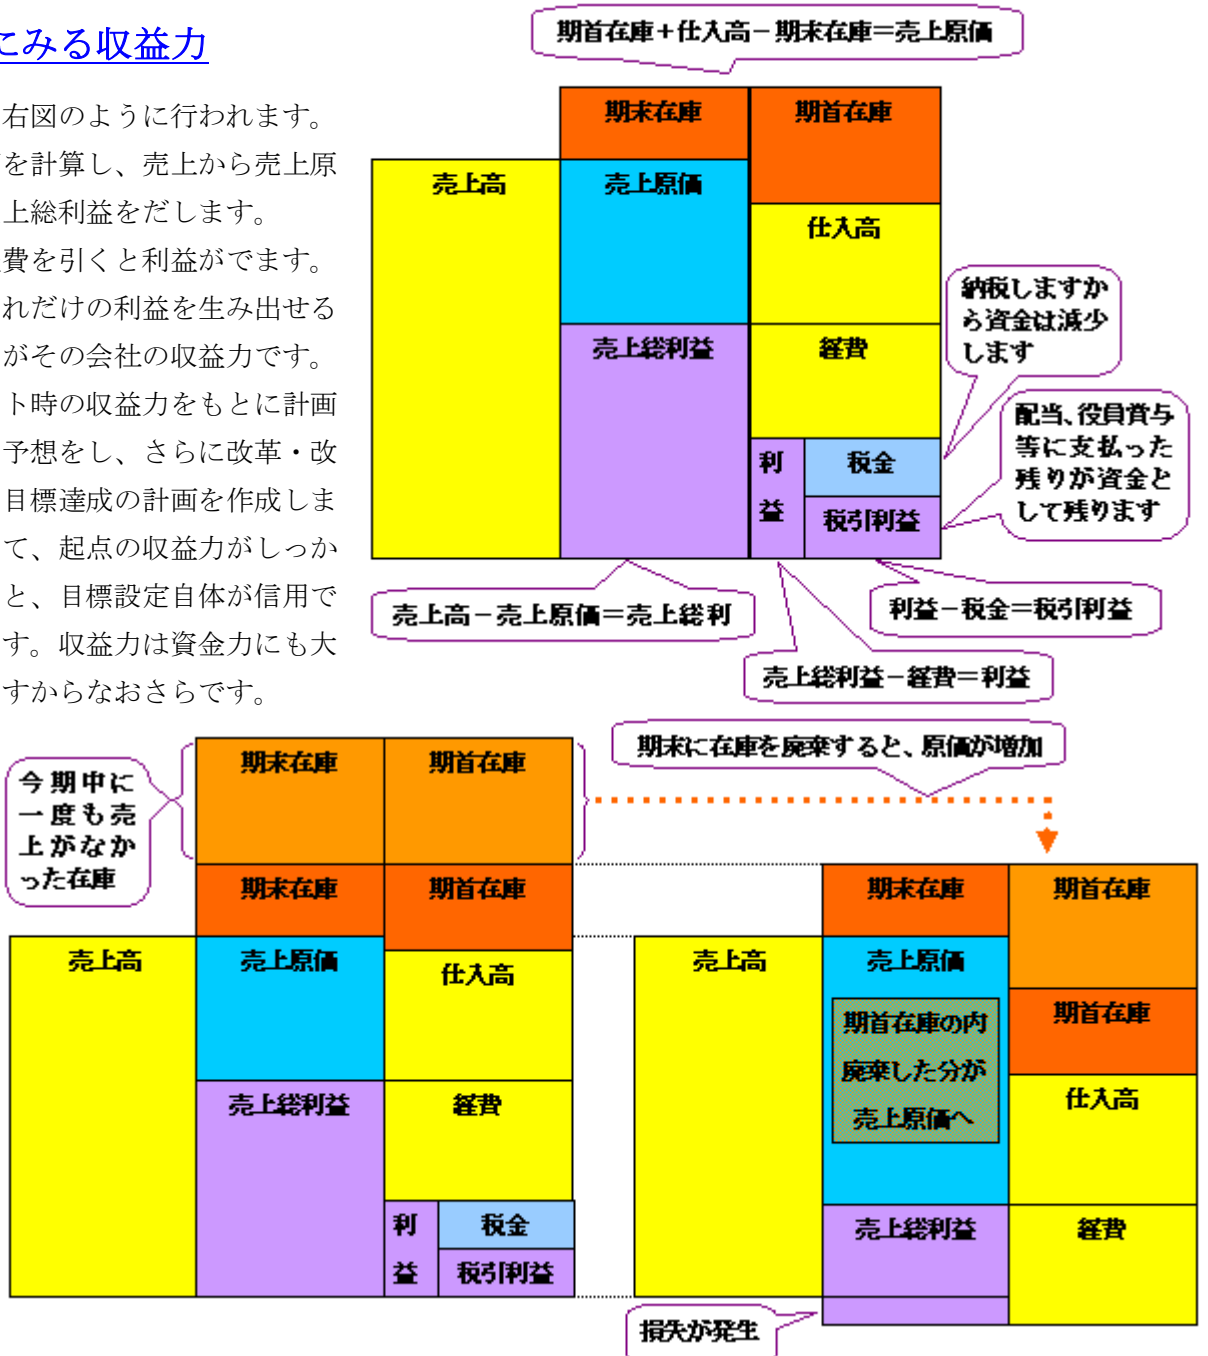 にみる収益力
右図のように行われます。
を計算し、売上から売上原
上総利益をだします。
費を引くと利益がでます。
れだけの利益を生み出せる
がその会社の収益力です。
ト時の収益力をもとに計画
予想をし、さらに改革・改
目標達成の計画を作成しま
て、起点の収益力がしっか
と、目標設定自体が信用で
す。収益力は資金力にも大
すからなおさらです。
期首在庫＋仕入高－期末在庫＝売上原価
期末在庫
期首在庫
売上高
売上原価
仕入高
売上総利益
経費
利
益
税金
税引利益
納税しますか
ら資金は減少
します
配当、役員賞与
等に支払った
残りが資金と
して残ります
売上高－売上原価＝売上総利
利益－税金＝税引利益
売上総利益－経費＝利益
期末に在庫を廃棄すると、原価が増加
今期中に
一度も売
上がなか
った在庫
期末在庫
期首在庫
期末在庫
期首在庫
売上高
売上原価
仕入高
売上総利益
経費
利
益
税金
税引利益
期末在庫
期首在庫
売上高
売上原価
期首在庫の内
廃棄した分が
売上原価へ
期首在庫
仕入高
売上総利益
経費
損失が発生